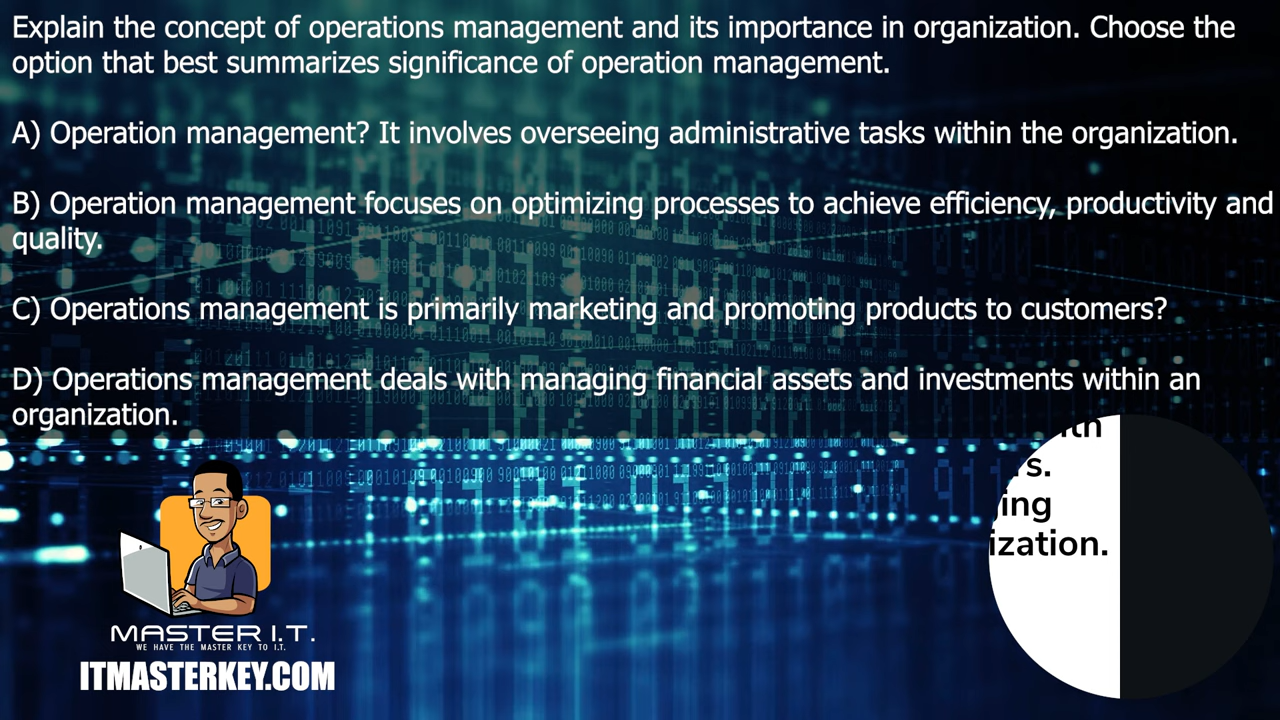 Explain the concept of operations management and its importance in organization. Choose the
option that best summarizes significance of operation management.
A) Operation management? It involves overseeing administrative tasks within the organization.
B) Operation management focuses on optimizing processes to achieve efficiency, productivity and
quality.
C) Operations management is primarily marketing and promoting products to customers?
D) Operations management deals with managing financial assets and investments within an
organization.
s.
ing
ization.
MASTER I.T.
WE HAVE THE MASTER KEY TO I.T.
ITMASTERKEY.COM